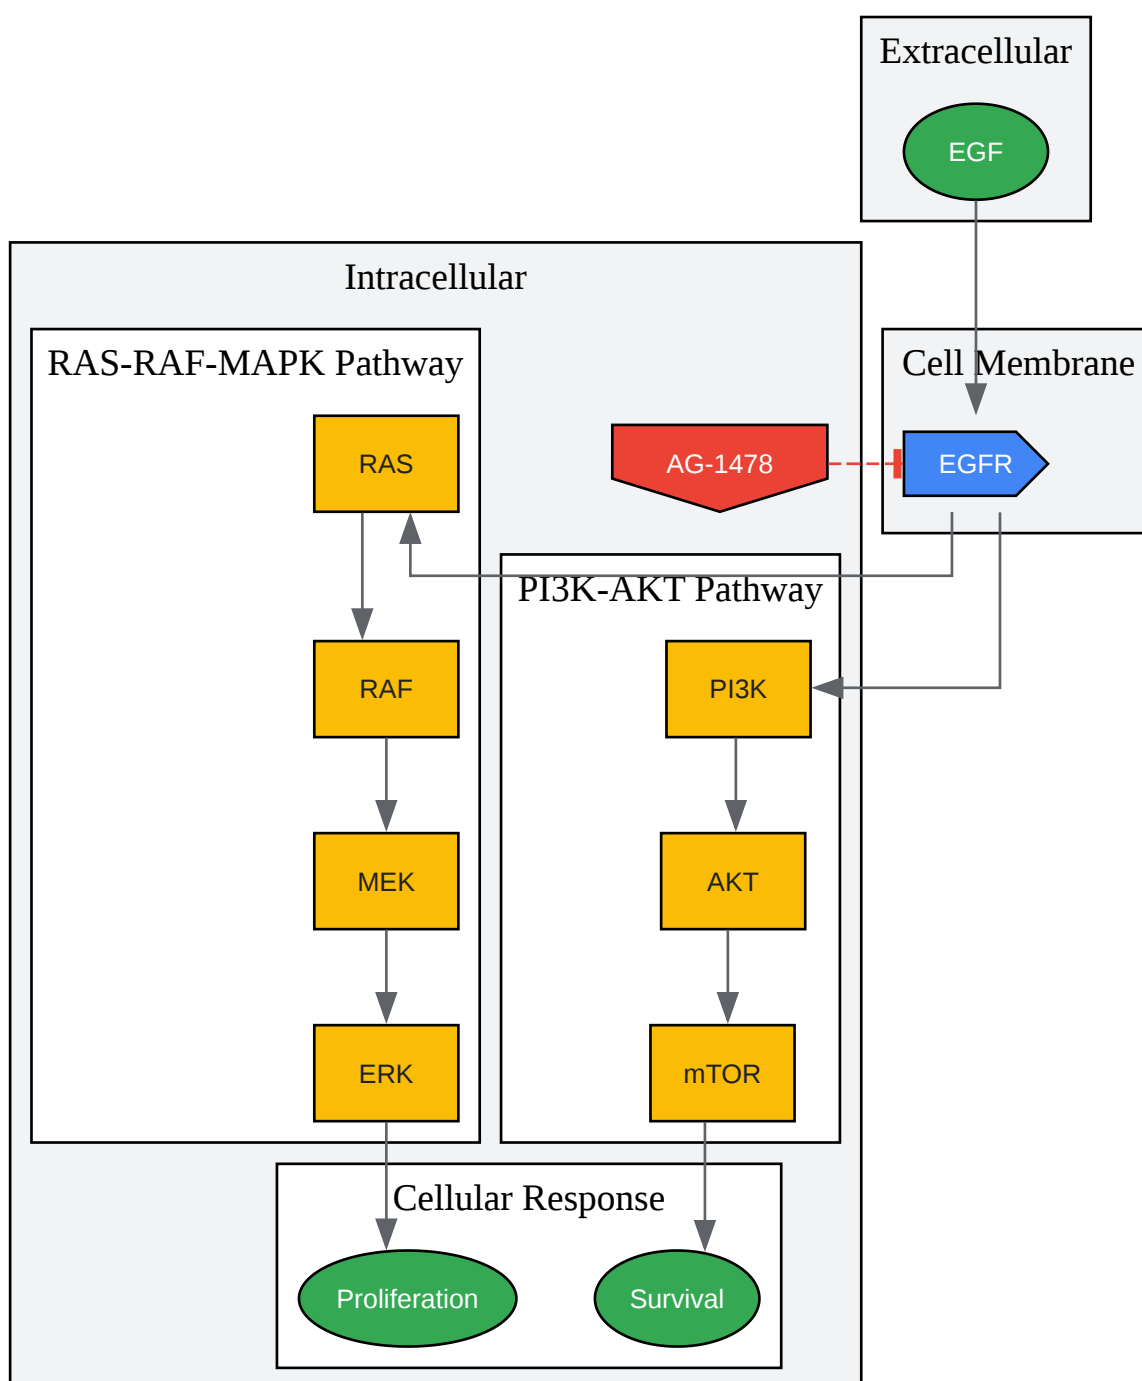 Extracellular
EGF
Intracellular
RAS-RAF-MAPK Pathway
Cell Membrane
RAS
AG-1478
EGFR
PI3K-AKT Pathway
RAF
PI3K
MEK
AKT
ERK
mTOR
Cellular Response
Proliferation
Survival